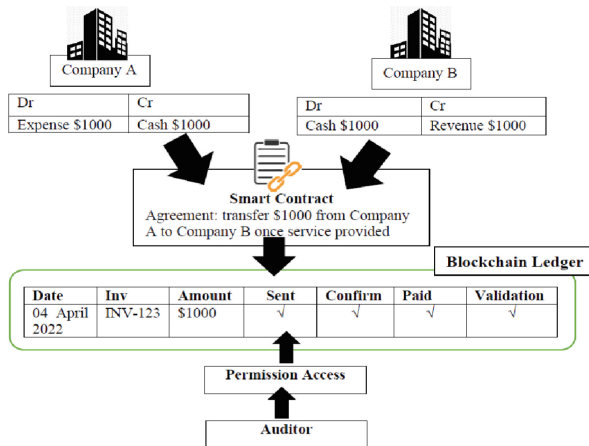 Company A
Company B
Dr Cr
Expense $1000 Cash $1000
Dr Cr
Cash $1000 Revenue $1000
Smart Contract
Agreement: transfer $1000 from Company
A to Company B once service provided
Blockchain Ledger
Date Inv Amount Sent Confirm Paid Validation
04 April INV-123 $1000 √ √ √ √
2022
Permission Access
Auditor